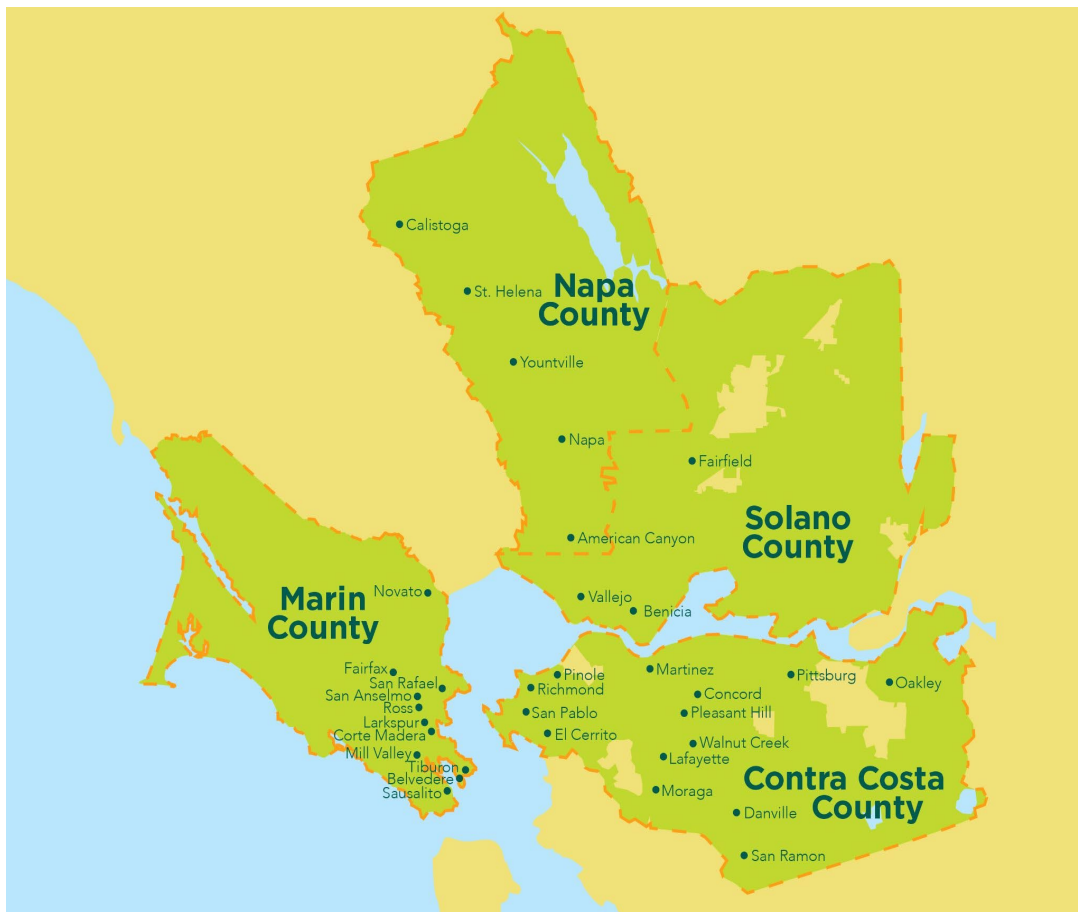 Calistoga
St. Helena
Napa
County
Yountville
Napa
Fairfield
Solano
County
American Canyon
Novato
Vallejo
Benicia
Marin
County
Fairfax
San Rafael
San Anselmo
Ross
Larkspur
Corte Madera
Mill Valley
Tiburon
Belvedere
Sausalito
Pinole
Richmond
San Pablo
El Cerrito
Martinez
Concord
Pleasant Hill
Walnut Creek
Lafayette
Moraga
Pittsburg
Oakley
Contra Costa
County
Danville
San Ramon